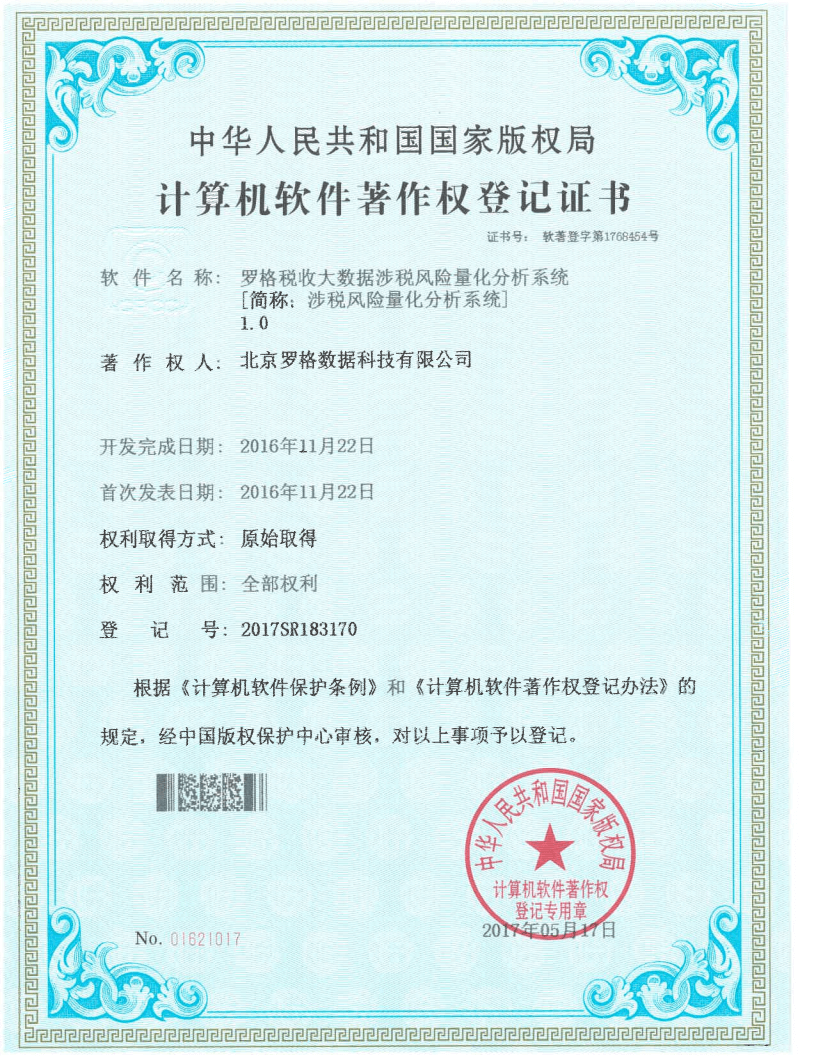 中华人民共和国国家版权局
计算机软件著作权登记证书
证书号： 软著登字第1768454号
软件名称： 罗格税收大数据涉税风险量化分析系统
[简称：涉税风险量化分析系统]
1.0
著作权人： 北京罗格数据科技有限公司
开发完成日期： 2016年11月22日
首次发表日期： 2016年11月22日
权利取得方式： 原始取得
权利范围： 全部权利
登记号： 2017SR183170
根据《计算机软件保护条例》和《计算机软件著作权登记办法》的
规定，经中国版权保护中心审核，对以上事项予以登记。
中华人民共和国国家版权局
计算机软件著作权
登记专用章
No. 01621017
2017年05月17日